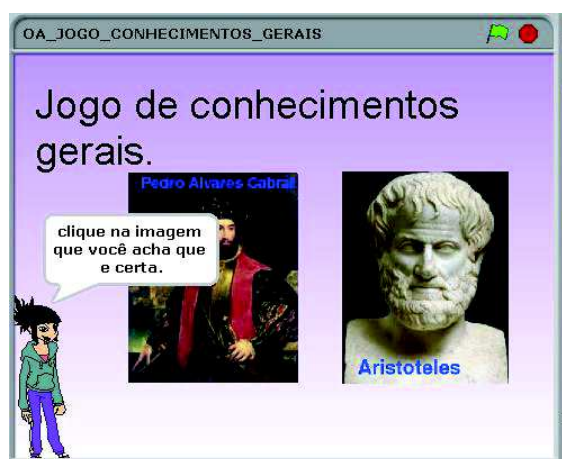 OA_JOGO_CONHECIMENTOS_GERAIS
Jogo de conhecimentos
gerais.
Pedro Alvares Cabral
clique na imagem
que você acha que
e certa.
Aristoteles